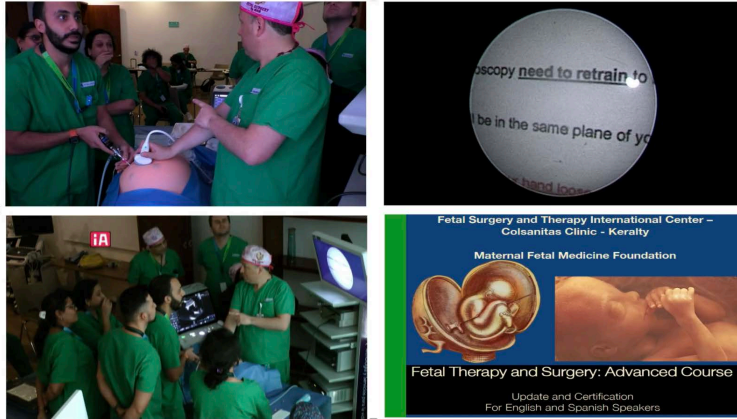 oscopy need to retrain to
be in the same plane of yo
hand loos
iA
Fetal Surgery and Therapy International Center –
Colsanitas Clinic - Keralty
Maternal Fetal Medicine Foundation
Fetal Therapy and Surgery: Advanced Course
Update and Certification
For English and Spanish Speakers